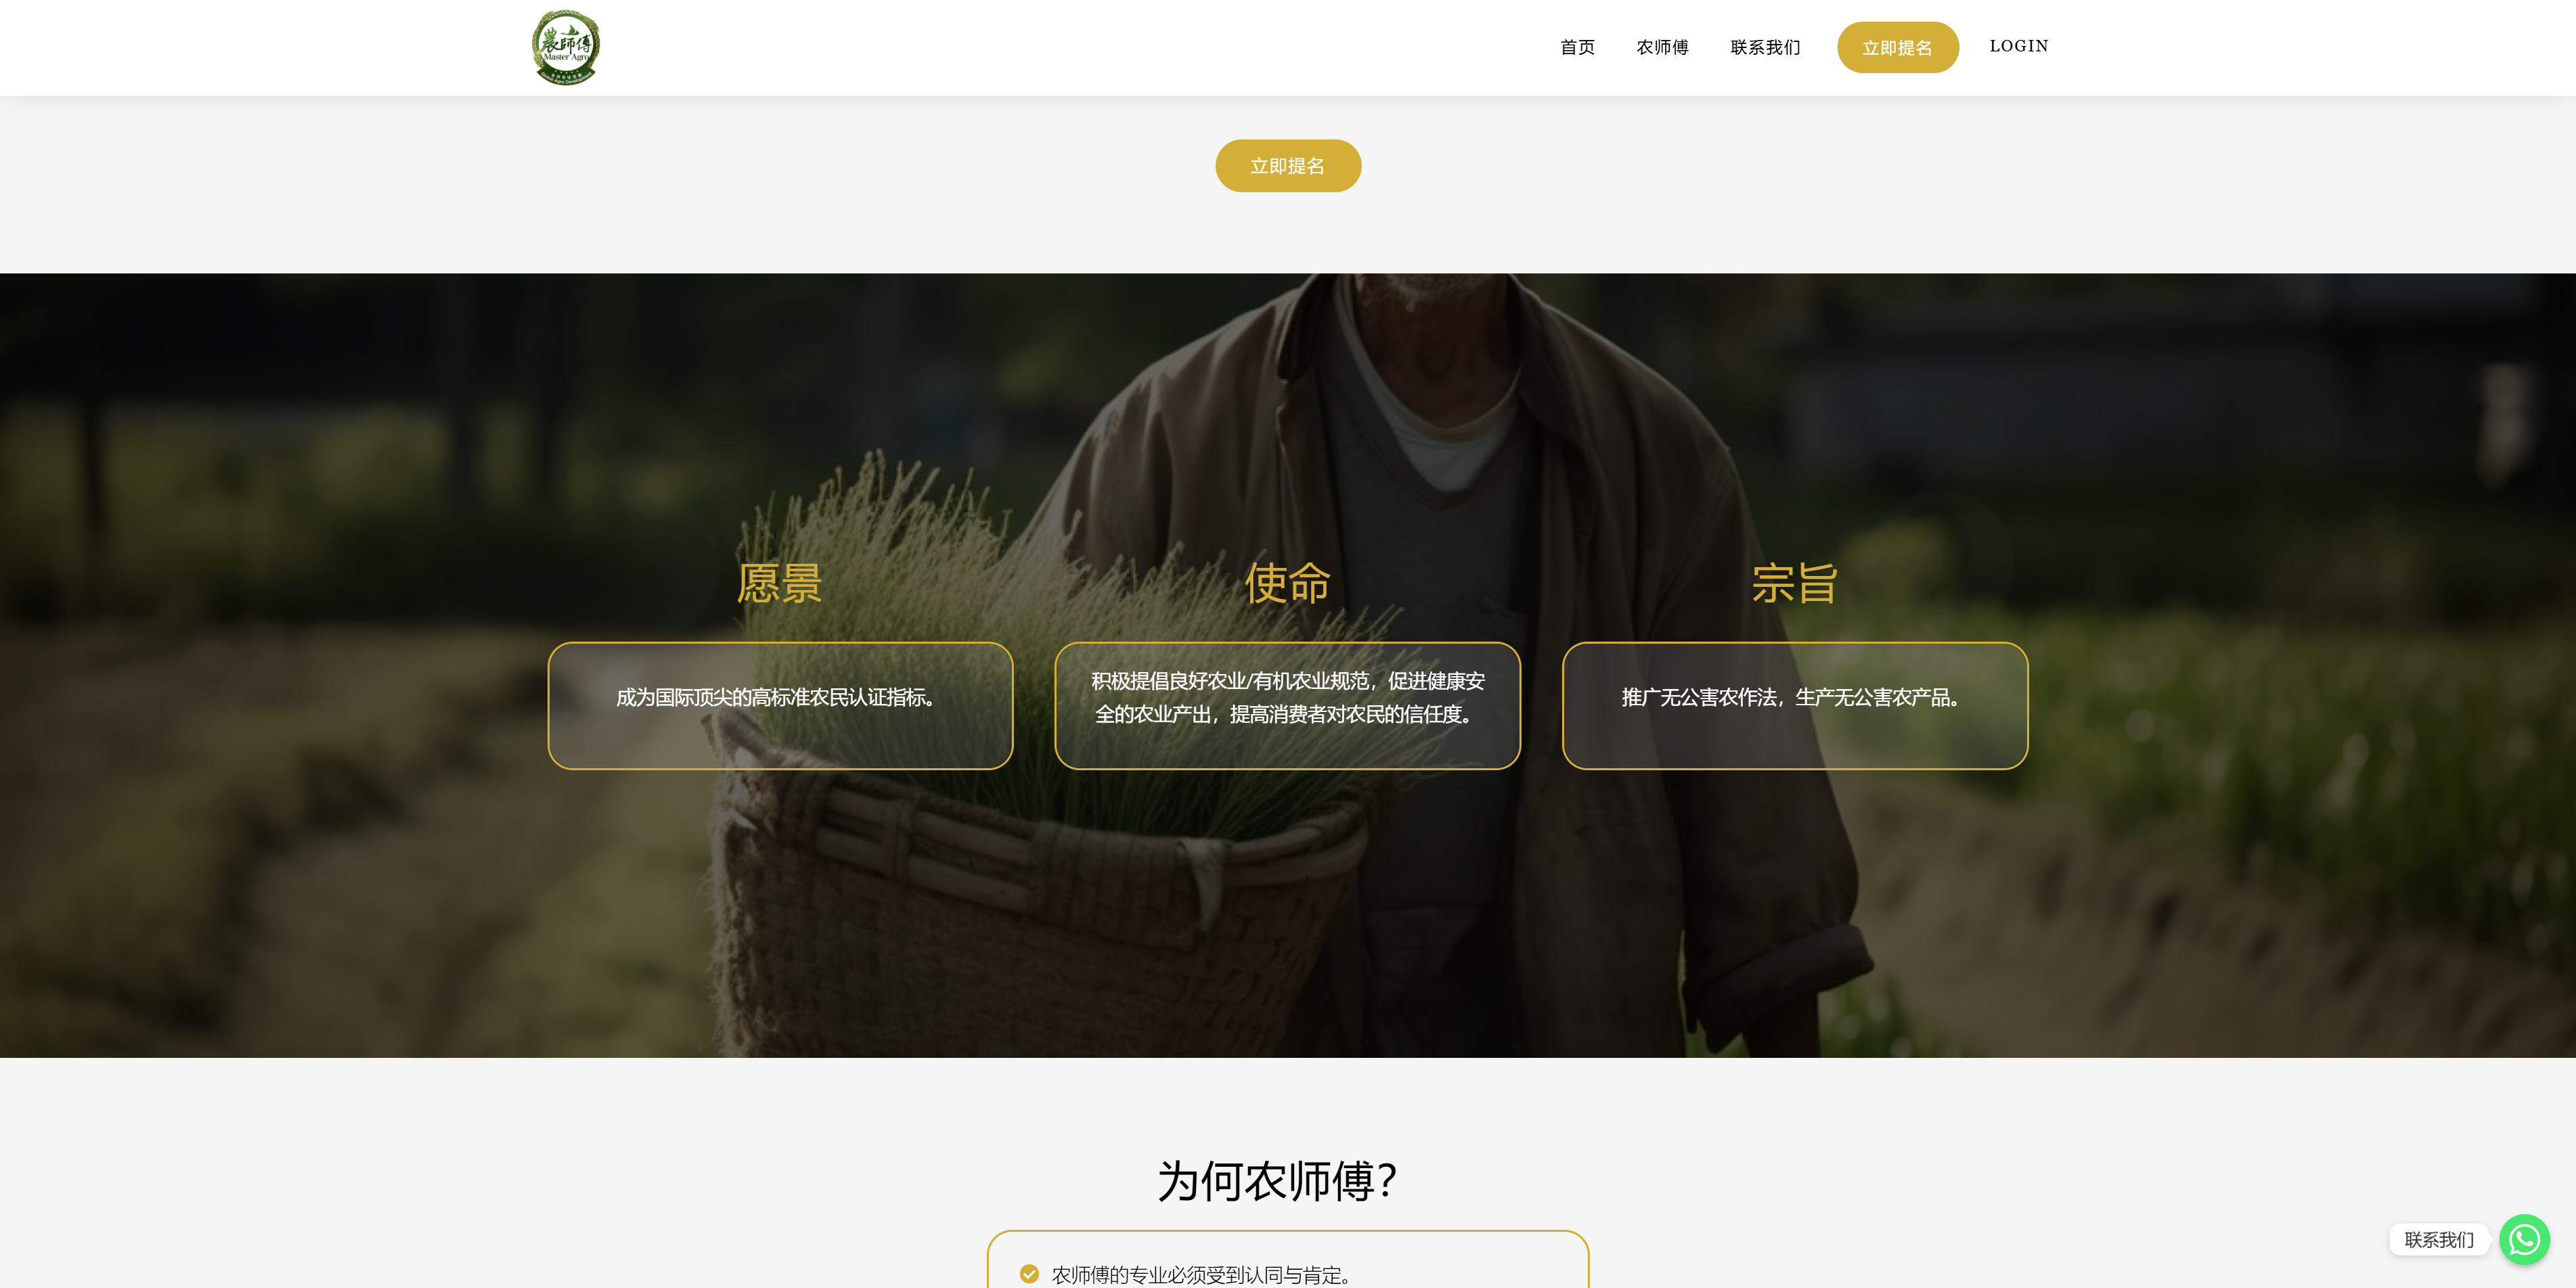 農師傅
Master Agro
首页
农师傅
联系我们
立即提名
LOGIN
立即提名
愿景
使命
宗旨
成为国际顶尖的高标准农民认证指标。
积极提倡良好农业/有机农业规范，促进健康安
全的农业产出，提高消费者对农民的信任度。
推广无公害农作法，生产无公害农产品。
为何农师傅？
农师傅的专业必须受到认同与肯定。
联系我们